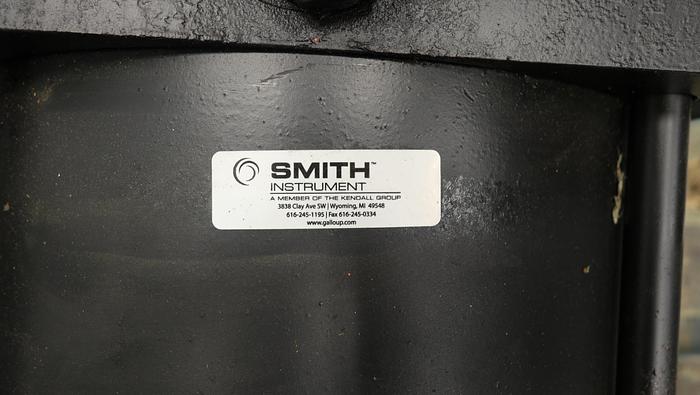 SMITH™
INSTRUMENT
A MEMBER OF THE KENDALL GROUP
3838 Clay Ave SW | Wyoming, MI 49548
616-245-1195 | Fax 616-245-0334
www.galloup.com